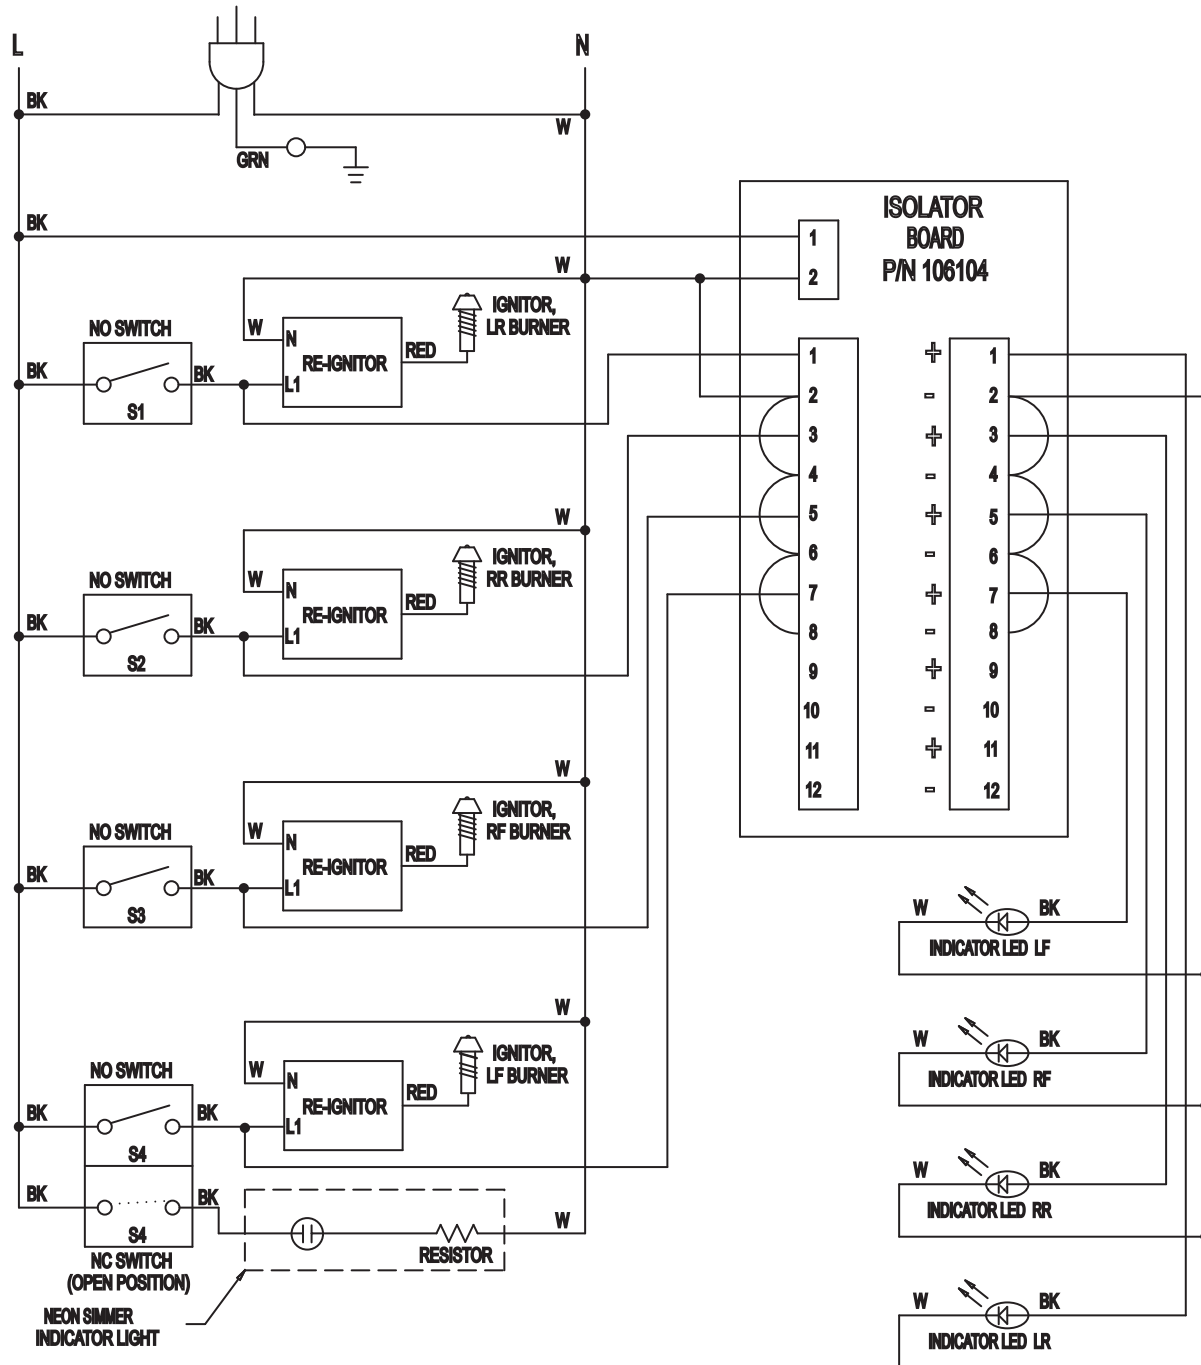 L
N
BK
W
GRN
BK
ISOLATOR
BOARD
P/N 106104
1
2
W
NO SWITCH
BK
S1
BK
W
N
RE-IGNITOR
L1
RED
IGNITOR,
LR BURNER
1
2
3
4
5
6
7
8
9
10
11
12
+
-
+
-
+
-
+
-
+
-
+
-
1
2
3
4
5
6
7
8
9
10
11
12
W
NO SWITCH
BK
S2
BK
W
N
RE-IGNITOR
L1
RED
IGNITOR,
RR BURNER
W
NO SWITCH
BK
S3
BK
W
N
RE-IGNITOR
L1
RED
IGNITOR,
RF BURNER
W
NO SWITCH
BK
S4
BK
W
N
RE-IGNITOR
L1
RED
IGNITOR,
LF BURNER
BK
S4
BK
NC SWITCH
(OPEN POSITION)
W
RESISTOR
NEON SIMMER
INDICATOR LIGHT
W
BK
INDICATOR LED LF
W
BK
INDICATOR LED RF
W
BK
INDICATOR LED RR
W
BK
INDICATOR LED LR